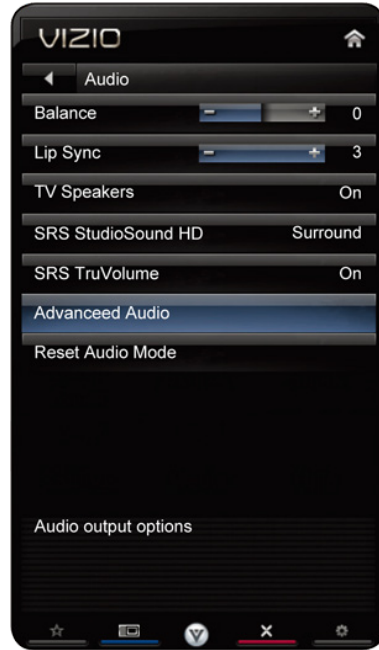 VIZIO
Audio
Balance - + 0
Lip Sync - + 3
TV Speakers On
SRS StudioSound HD Surround
SRS TruVolume On
Advanceed Audio
Reset Audio Mode
Audio output options
V